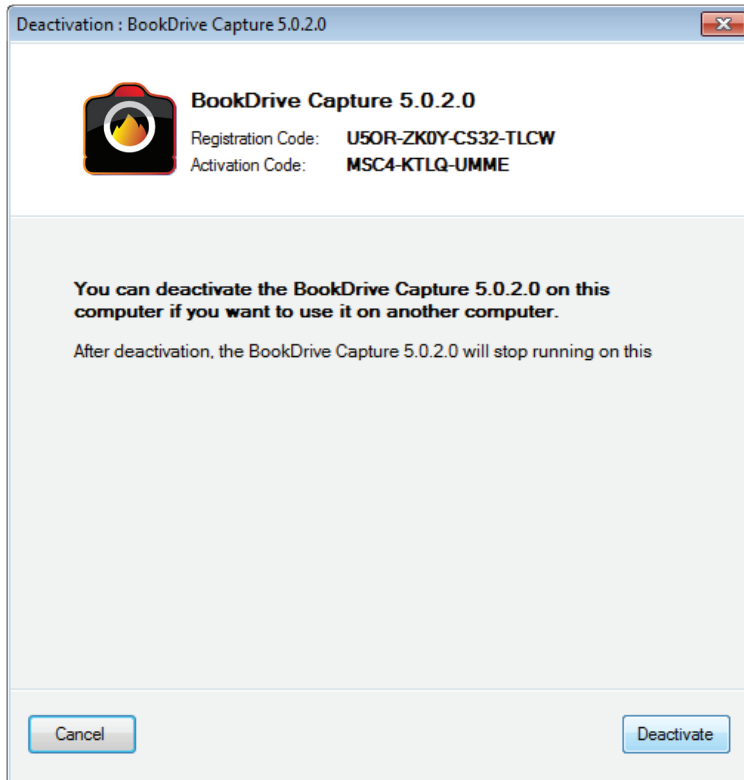 Deactivation : BookDrive Capture 5.0.2.0
BookDrive Capture 5.0.2.0
Registration Code: U5OR-ZK0Y-CS32-TLCW
Activation Code: MSC4-KTLQ-UMME
You can deactivate the BookDrive Capture 5.0.2.0 on this
computer if you want to use it on another computer.
After deactivation, the BookDrive Capture 5.0.2.0 will stop running on this
Cancel
Deactivate